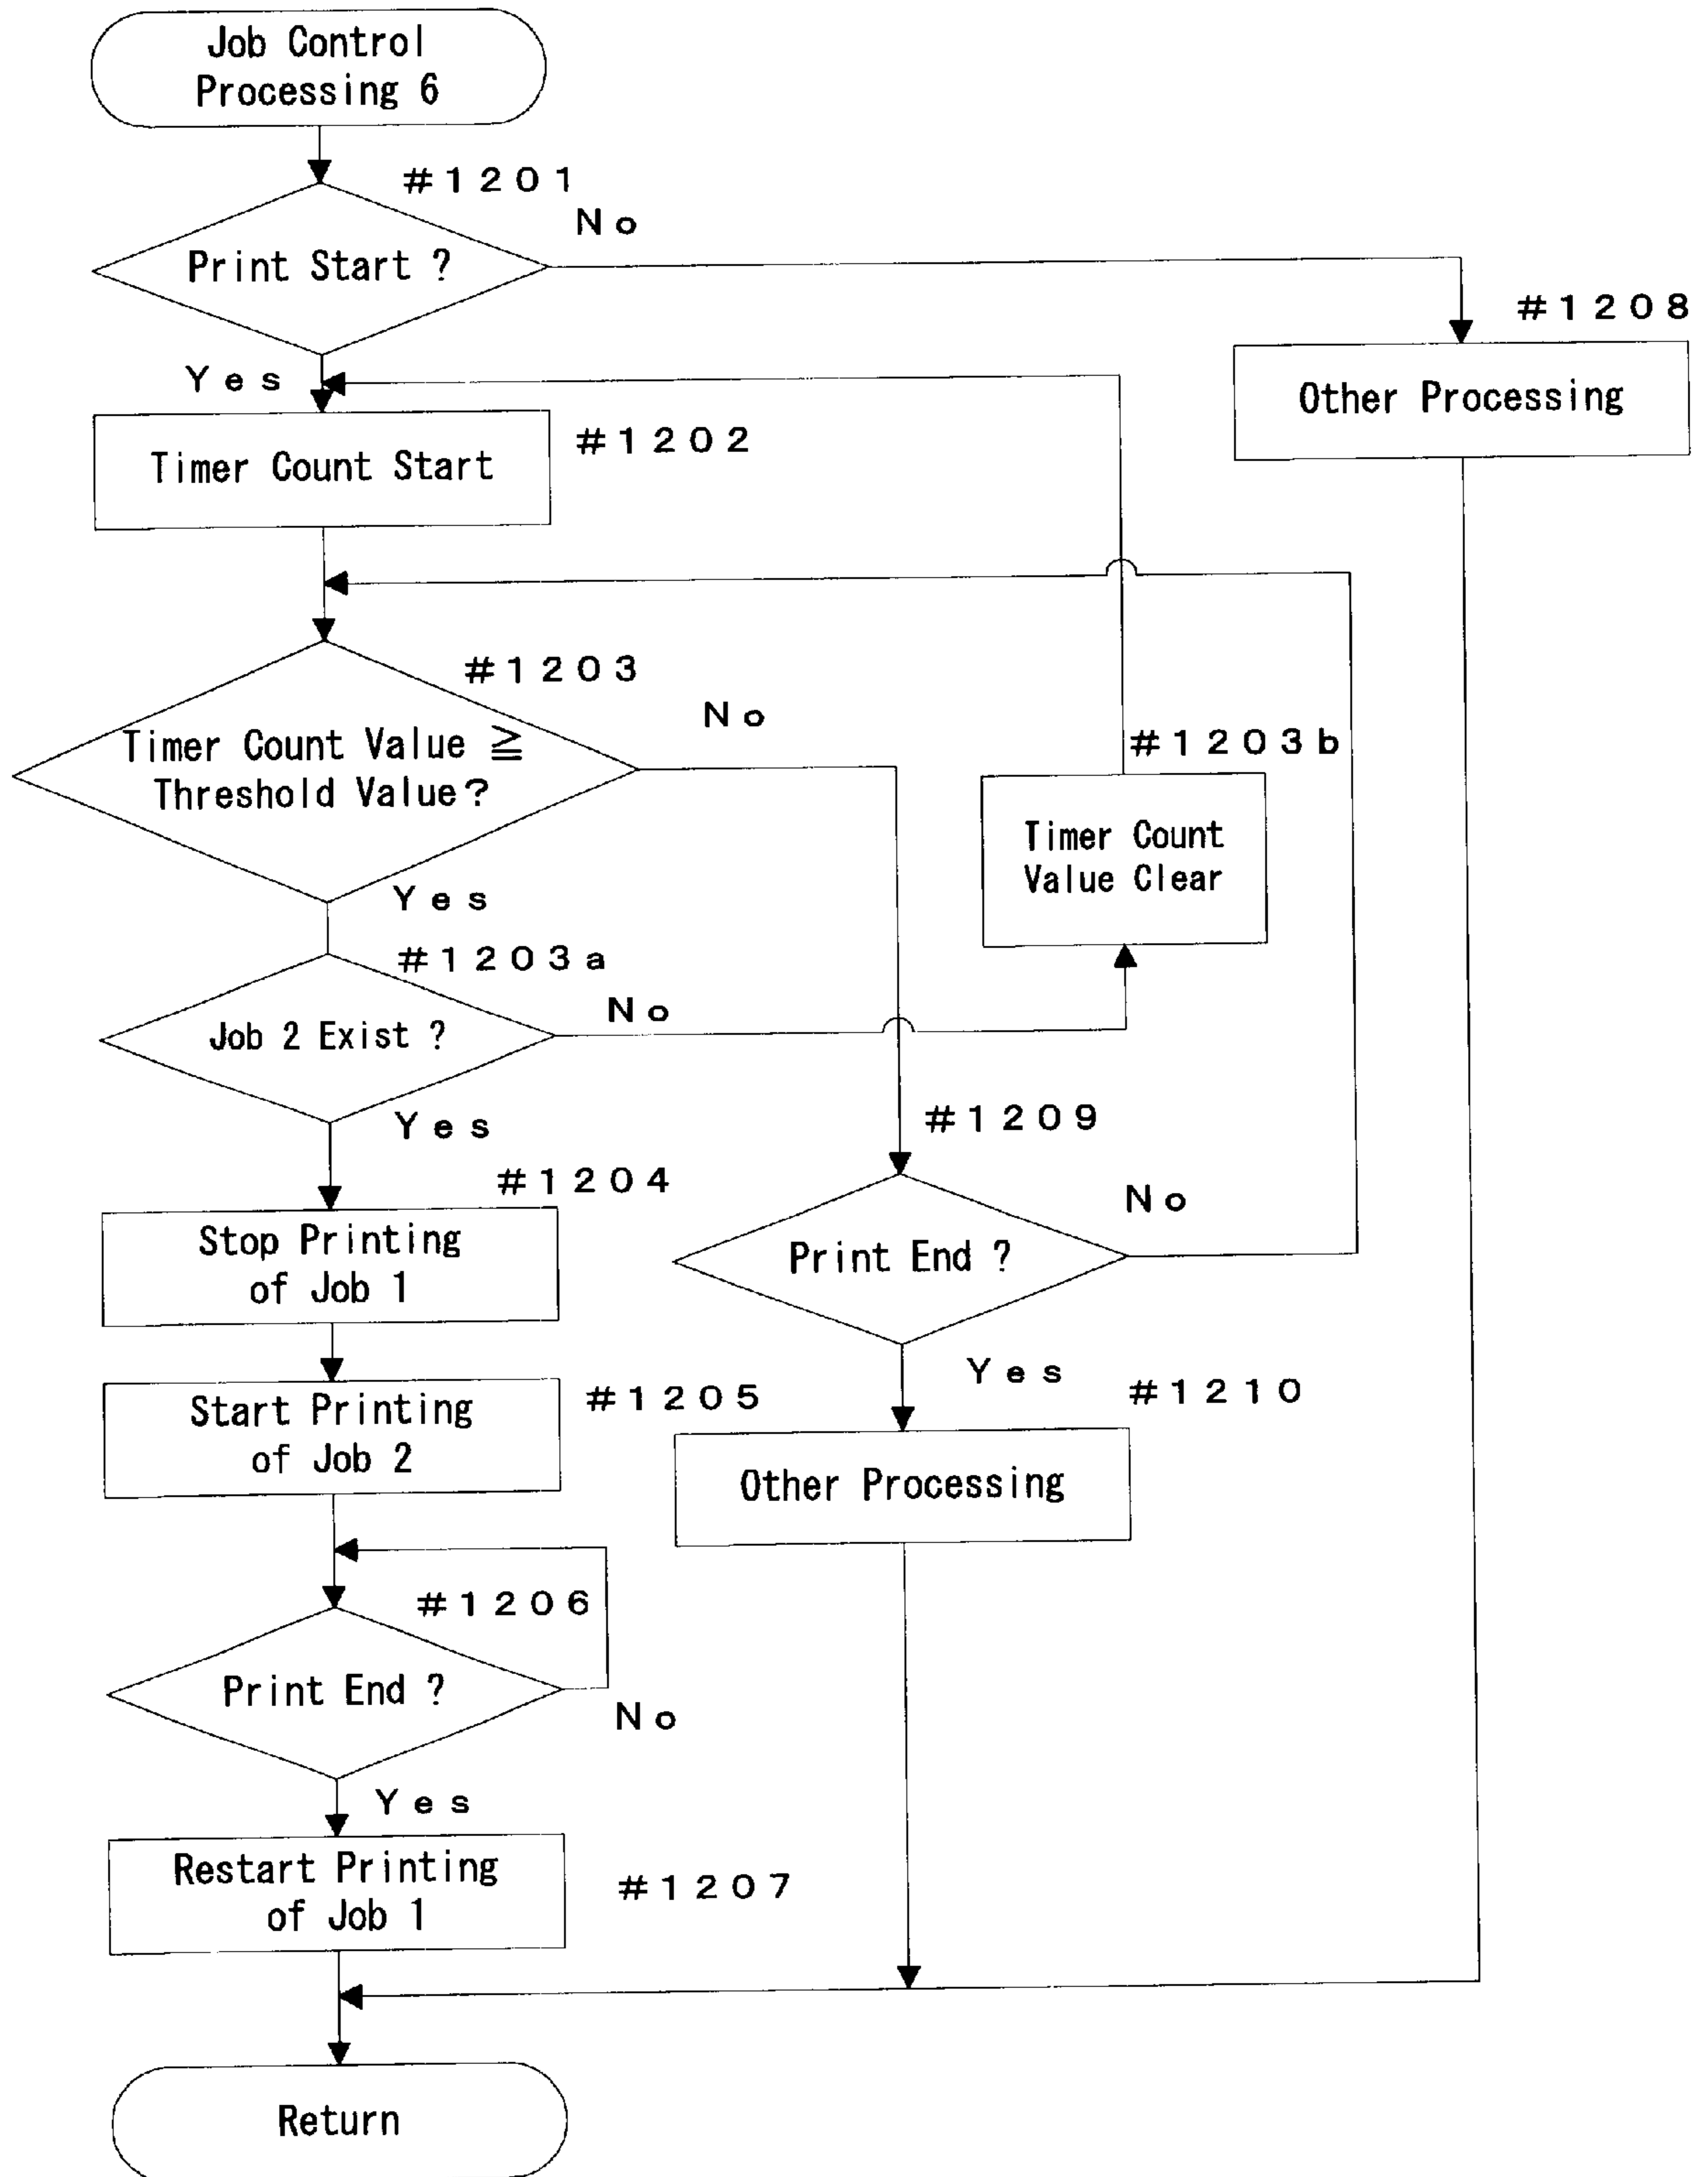 Job Control
Processing 6
#1201
No
Print Start ?
#1208
Yes
Other Processing
#1202
Timer Count Start
#1203
No
Timer Count Value ≧
Threshold Value?
#1203b
Timer Count
Value Clear
Yes
#1203a
No
Job 2 Exist ?
Yes
#1209
#1204
No
Stop Printing
of Job 1
Print End ?
Yes
#1210
#1205
Start Printing
of Job 2
Other Processing
#1206
Print End ?
No
Yes
Restart Printing
of Job 1
#1207
Return